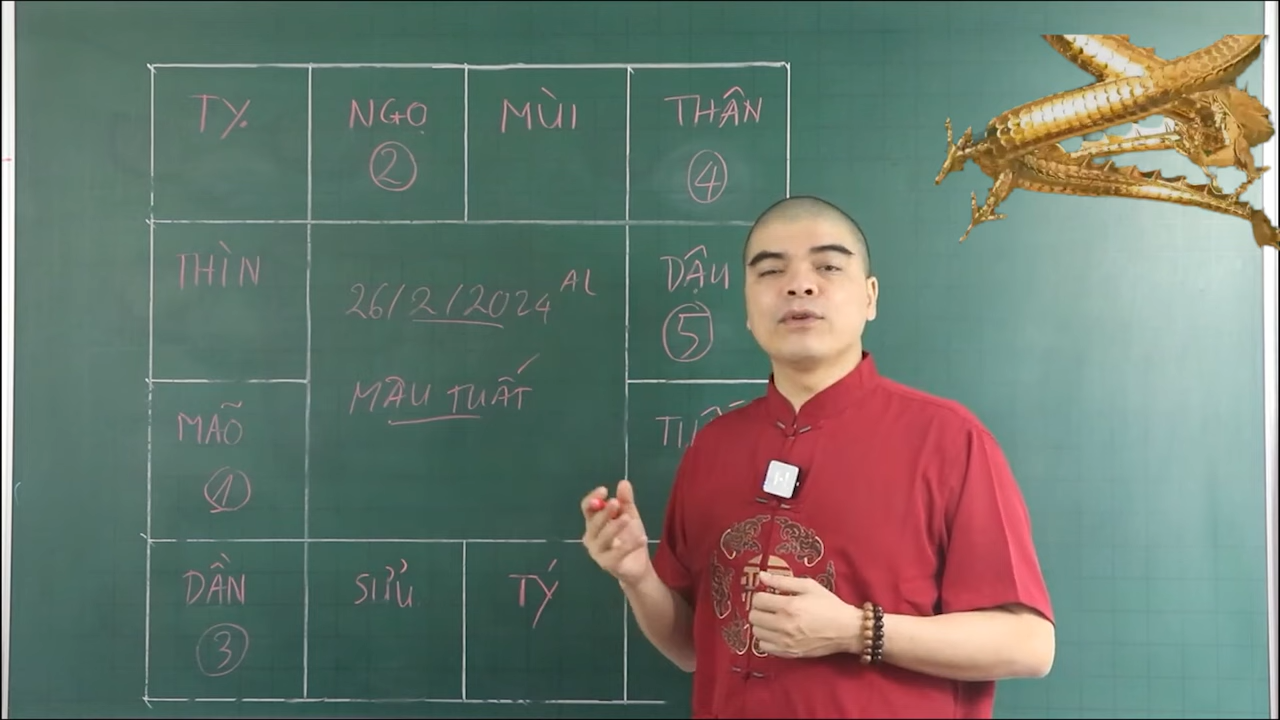 TỴ
NGỌ
②
MÙI
THÂN
④
THÌN
26/2/2024 AL
DẬU
⑤
MẬU TUẤT
MÃO
①
DẦN
③
SỬU
TÝ